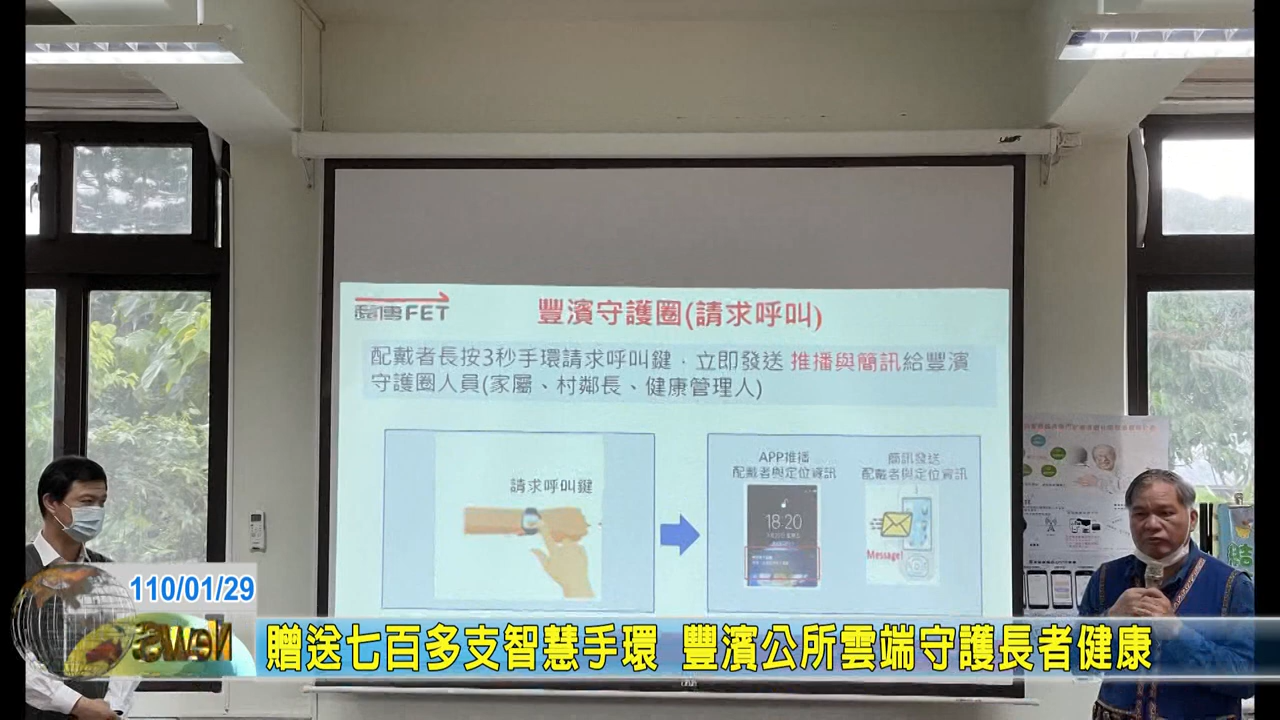 遠傳FET
豐濱守護圈(請求呼叫)
配戴者長按3秒手環請求呼叫鍵，立即發送 推播與簡訊給豐濱
守護圈人員(家屬、村鄰長、健康管理人)
請求呼叫鍵
APP推播
配戴者與定位資訊
18:20
簡訊發送
配戴者與定位資訊
Message!
110/01/29
News
贈送七百多支智慧手環 豐濱公所雲端守護長者健康